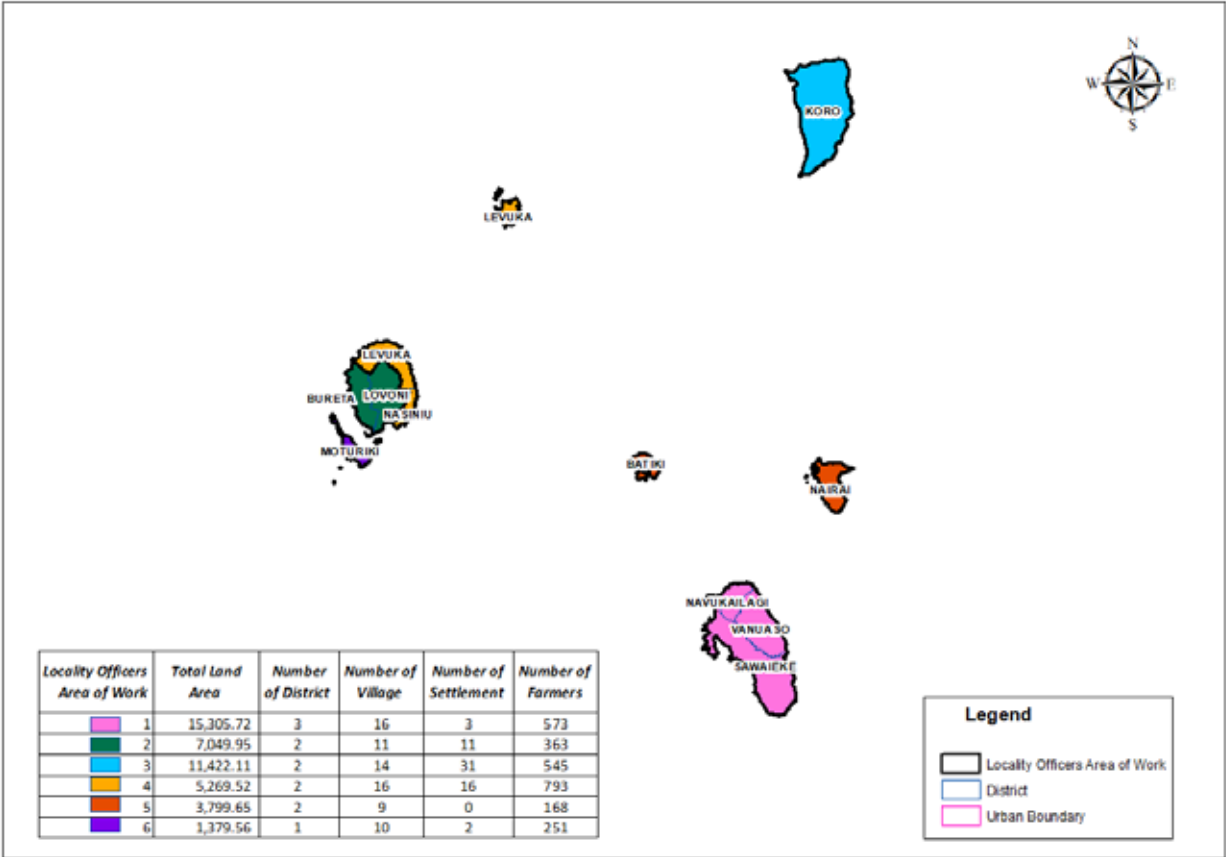 N
W E
S
KORO
LEVUKA
LEVUKA
BURETA LOVONI
NASINIU
MOTURIKI
BATIKI
NAIRAI
NAVUKAILAGI
VANUASO
SAWAIEKE
Locality Officers Area of Work Total Land Area Number of District Number of Village Number of Settlement Number of Farmers
1 15,305.72 3 16 3 573
2 7,049.95 2 11 11 363
3 11,422.11 2 14 31 545
4 5,269.52 2 16 16 793
5 3,799.65 2 9 0 168
6 1,379.56 1 10 2 251
Legend
Locality Officers Area of Work
District
Urban Boundary